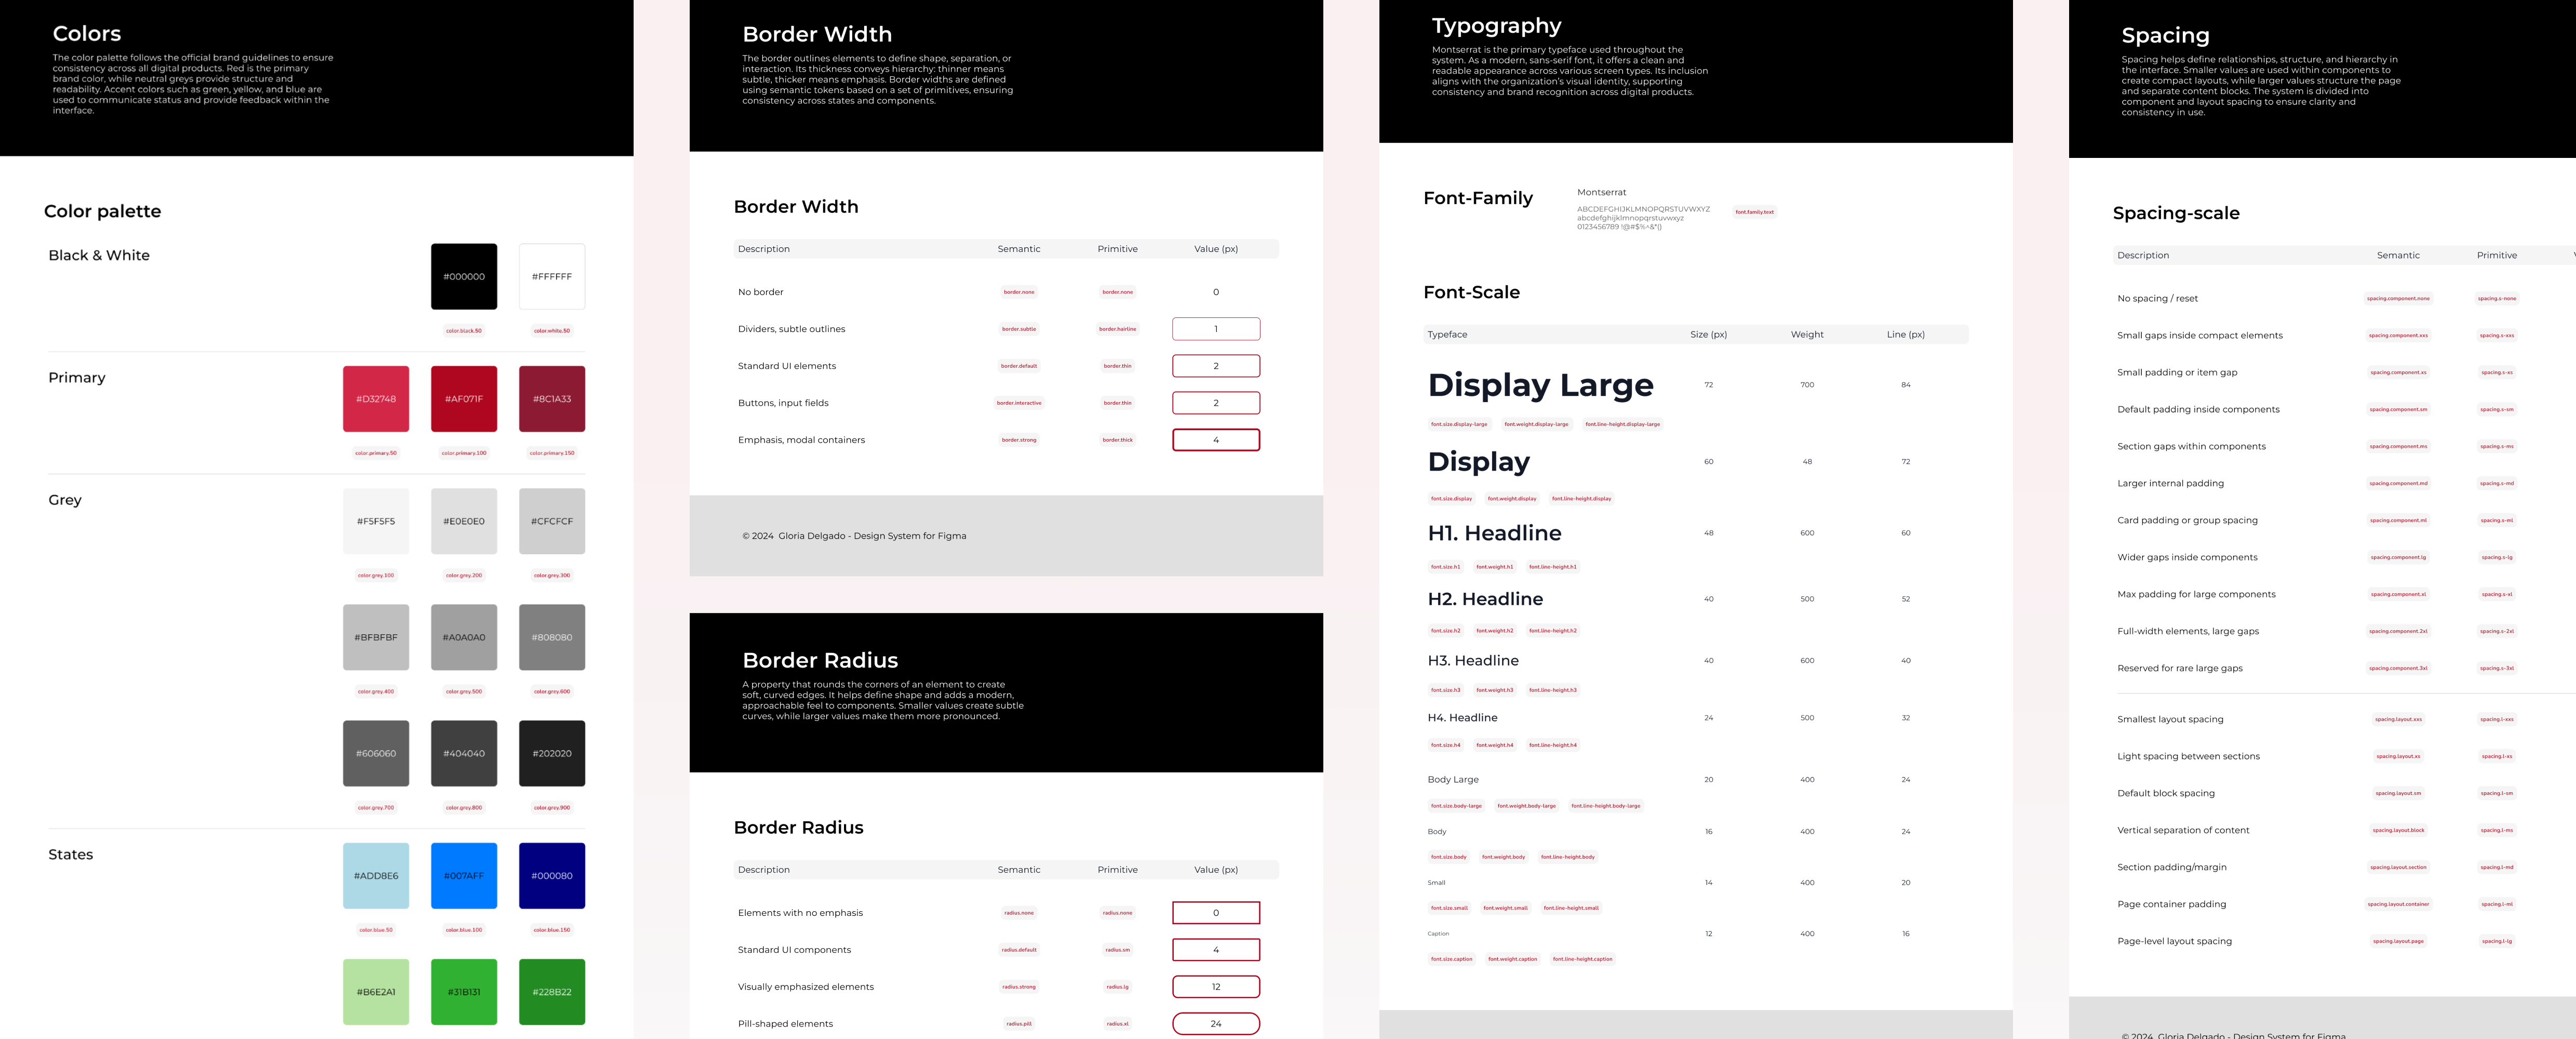 Colors
The color palette follows the official brand guidelines to ensure
consistency across all digital products. Red is the primary
brand color, while neutral greys provide structure and
readability. Accent colors such as green, yellow, and blue are
used to communicate status and provide feedback within the
interface.
Color palette
Black & White
#000000 #FFFFFF
color.black.50 color.white.50
Primary
#D32748 #AF071F #8C1A33
color.primary.50 color.primary.100 color.primary.150
Grey
#F5F5F5 #E0E0E0 #CFCFCF
color.grey.100 color.grey.200 color.grey.300
#BFBFBF #A0A0A0 #808080
color.grey.400 color.grey.500 color.grey.600
#606060 #404040 #202020
color.grey.700 color.grey.800 color.grey.900
States
#ADD8E6 #007AFF #000080
color.blue.50 color.blue.100 color.blue.150
#B6E2A1 #31B131 #228B22
Border Width
The border outlines elements to define shape, separation, or
interaction. Its thickness conveys hierarchy: thinner means
subtle, thicker means emphasis. Border widths are defined
using semantic tokens based on a set of primitives, ensuring
consistency across states and components.
Border Width
Description Semantic Primitive Value (px)
No border border.none border.none 0
Dividers, subtle outlines border.subtle border.hairline 1
Standard UI elements border.default border.thin 2
Buttons, input fields border.interactive border.thin 2
Emphasis, modal containers border.strong border.thick 4
© 2024 Gloria Delgado - Design System for Figma
Border Radius
A property that rounds the corners of an element to create
soft, curved edges. It helps define shape and adds a modern,
approachable feel to components. Smaller values create subtle
curves, while larger values make them more pronounced.
Border Radius
Description Semantic Primitive Value (px)
Elements with no emphasis radius.none radius.none 0
Standard UI components radius.default radius.sm 4
Visually emphasized elements radius.strong radius.lg 12
Pill-shaped elements radius.pill radius.xl 24
Typography
Montserrat is the primary typeface used throughout the
system. As a modern, sans-serif font, it offers a clean and
readable appearance across various screen types. Its inclusion
aligns with the organization's visual identity, supporting
consistency and brand recognition across digital products.
Font-Family
Montserrat
ABCDEFGHIJKLMNOPQRSTUVWXYZ
abcdefghijklmnopqrstuvwxyz
0123456789 !@#$%^&*()
font.family.text
Font-Scale
Typeface Size (px) Weight Line (px)
Display Large 72 700 84
font.size.display-large font.weight.display-large font.line-height.display-large
Display 60 48 72
font.size.display font.weight.display font.line-height.display
H1. Headline 48 600 60
font.size.h1 font.weight.h1 font.line-height.h1
H2. Headline 40 500 52
font.size.h2 font.weight.h2 font.line-height.h2
H3. Headline 40 600 40
font.size.h3 font.weight.h3 font.line-height.h3
H4. Headline 24 500 32
font.size.h4 font.weight.h4 font.line-height.h4
Body Large 20 400 24
font.size.body-large font.weight.body-large font.line-height.body-large
Body 16 400 24
font.size.body font.weight.body font.line-height.body
Small 14 400 20
font.size.small font.weight.small font.line-height.small
Caption 12 400 16
font.size.caption font.weight.caption font.line-height.caption
Spacing
Spacing helps define relationships, structure, and hierarchy in
the interface. Smaller values are used within components to
create compact layouts, while larger values structure the page
and separate content blocks. The system is divided into
component and layout spacing to ensure clarity and
consistency in use.
Spacing-scale
Description Semantic Primitive
No spacing / reset spacing.component.none spacing.s-none
Small gaps inside compact elements spacing.component.xxs spacing.s-xxs
Small padding or item gap spacing.component.xs spacing.s-xs
Default padding inside components spacing.component.sm spacing.s-sm
Section gaps within components spacing.component.ms spacing.s-ms
Larger internal padding spacing.component.md spacing.s-md
Card padding or group spacing spacing.component.ml spacing.s-ml
Wider gaps inside components spacing.component.lg spacing.s-lg
Max padding for large components spacing.component.xl spacing.s-xl
Full-width elements, large gaps spacing.component.2xl spacing.s-2xl
Reserved for rare large gaps spacing.component.3xl spacing.s-3xl
Smallest layout spacing spacing.layout.xxs spacing.l-xxs
Light spacing between sections spacing.layout.xs spacing.l-xs
Default block spacing spacing.layout.sm spacing.l-sm
Vertical separation of content spacing.layout.block spacing.l-ms
Section padding/margin spacing.layout.section spacing.l-md
Page container padding spacing.layout.container spacing.l-ml
Page-level layout spacing spacing.layout.page spacing.l-lg
© 2024 Gloria Delgado - Design System for Figma